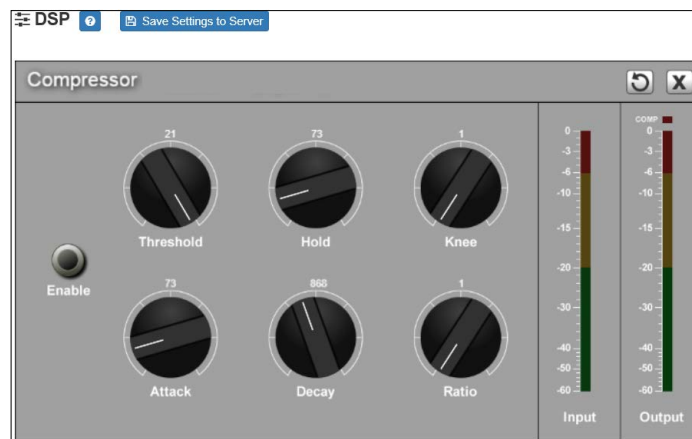 DSP ? Save Settings to Server
Compressor X
21 73 1
Threshold Hold Knee
Enable
73 868 1
Attack Decay Ratio
COMP
0 0
-3 -3
-6 -6
-10 -10
-15 -15
-20 -20
-30 -30
-40 -40
-50 -50
-60 -60
Input Output